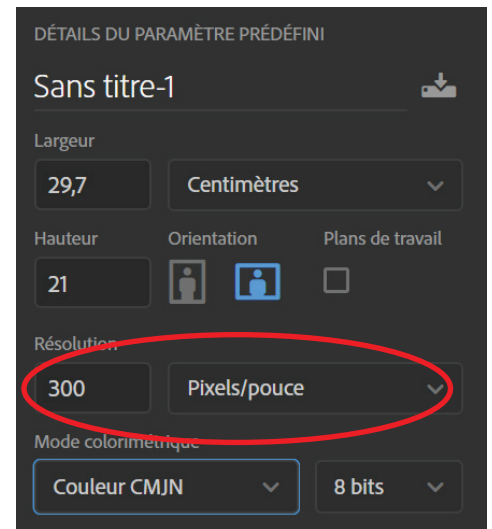 DÉTAILS DU PARAMÈTRE PRÉDÉFINI
Sans titre-1
Largeur
29,7 Centimètres
Hauteur Orientation Plans de travail
21
Résolution
300 Pixels/pouce
Mode colorimétrique
Couleur CMJN 8 bits